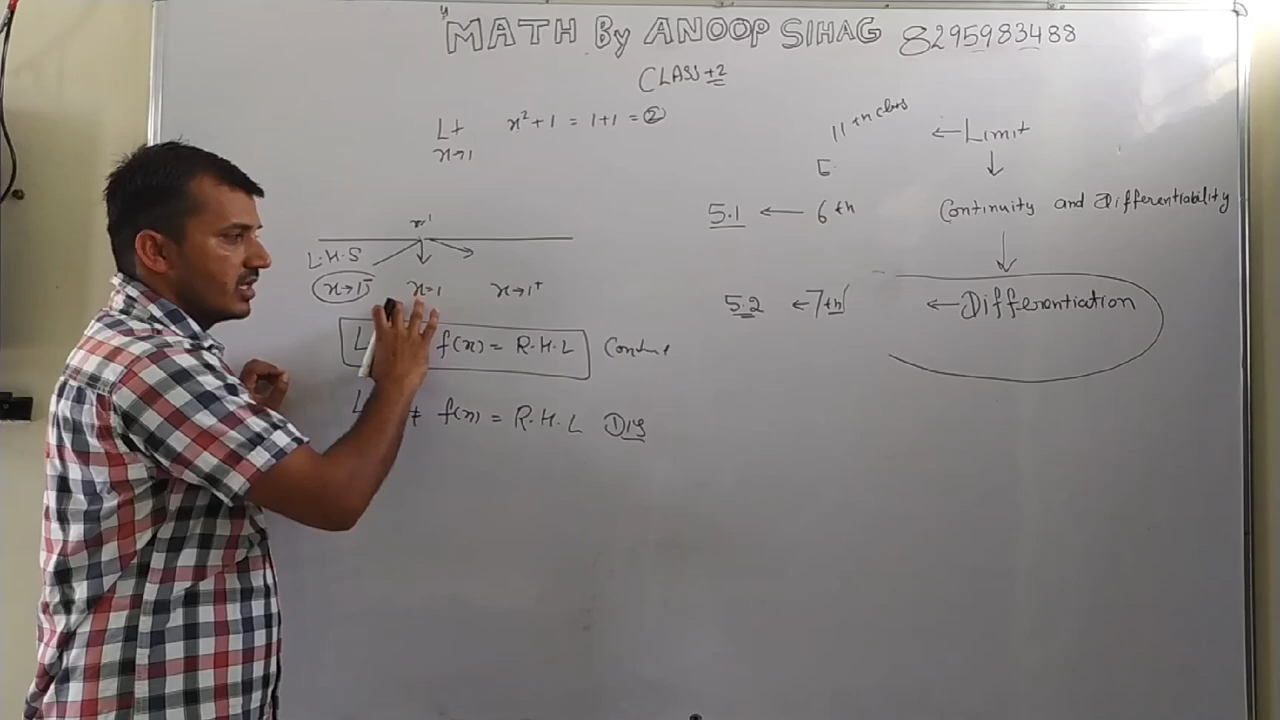 MATH By ANOOP SIHAG 8295983488
CLASS +2
Lt x² + 1 = 1 + 1 = 2
x→1
11th class ← Limit
↓
5.1 ← 6th Continuity and Differentiability
↓
5.2 ← 7th ← Differentiation
L.H.S
x→1⁻ x=1 x→1⁺
L f(x) = R.H.L
L ≠ f(x) = R.H.L Dis